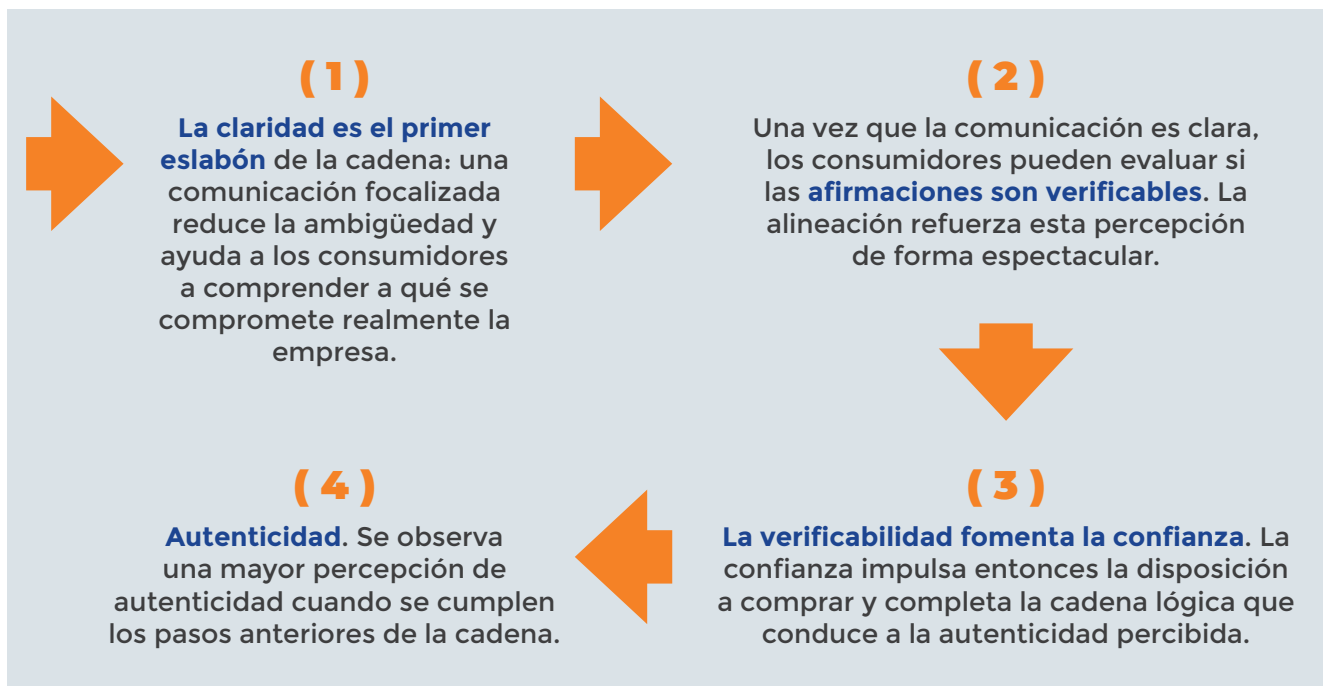 ( 1 )
La claridad es el primer
eslabón de la cadena: una
comunicación focalizada
reduce la ambigüedad y
ayuda a los consumidores
a comprender a qué se
compromete realmente la
empresa.
( 2 )
Una vez que la comunicación es clara,
los consumidores pueden evaluar si
las afirmaciones son verificables. La
alineación refuerza esta percepción
de forma espectacular.
( 3 )
La verificabilidad fomenta la confianza. La
confianza impulsa entonces la disposición
a comprar y completa la cadena lógica que
conduce a la autenticidad percibida.
( 4 )
Autenticidad. Se observa
una mayor percepción de
autenticidad cuando se cumplen
los pasos anteriores de la cadena.